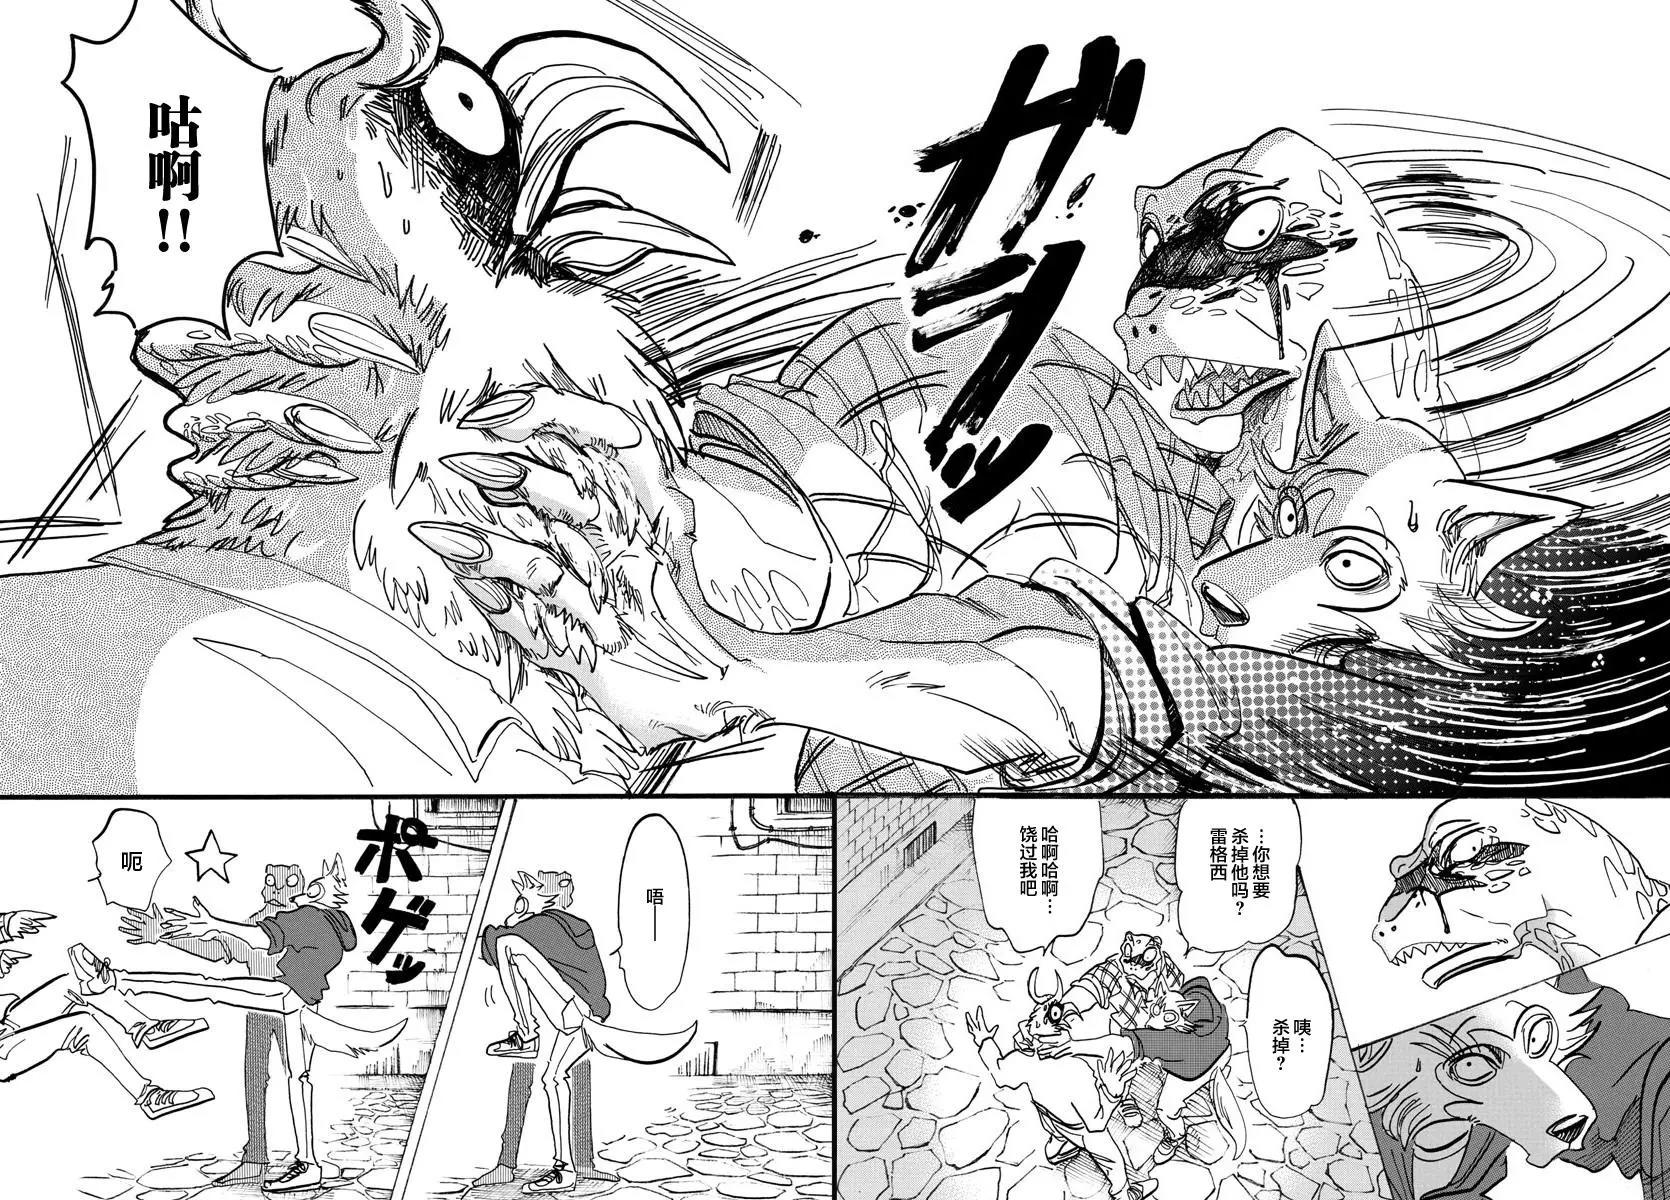 ガ
ヲ
ッ
咕
啊
!!
…你想要
杀掉他吗?
雷格西
咦…
杀掉?
哈啊哈啊…
饶过我吧
唔—
ポ
ゲ
ッ
呃